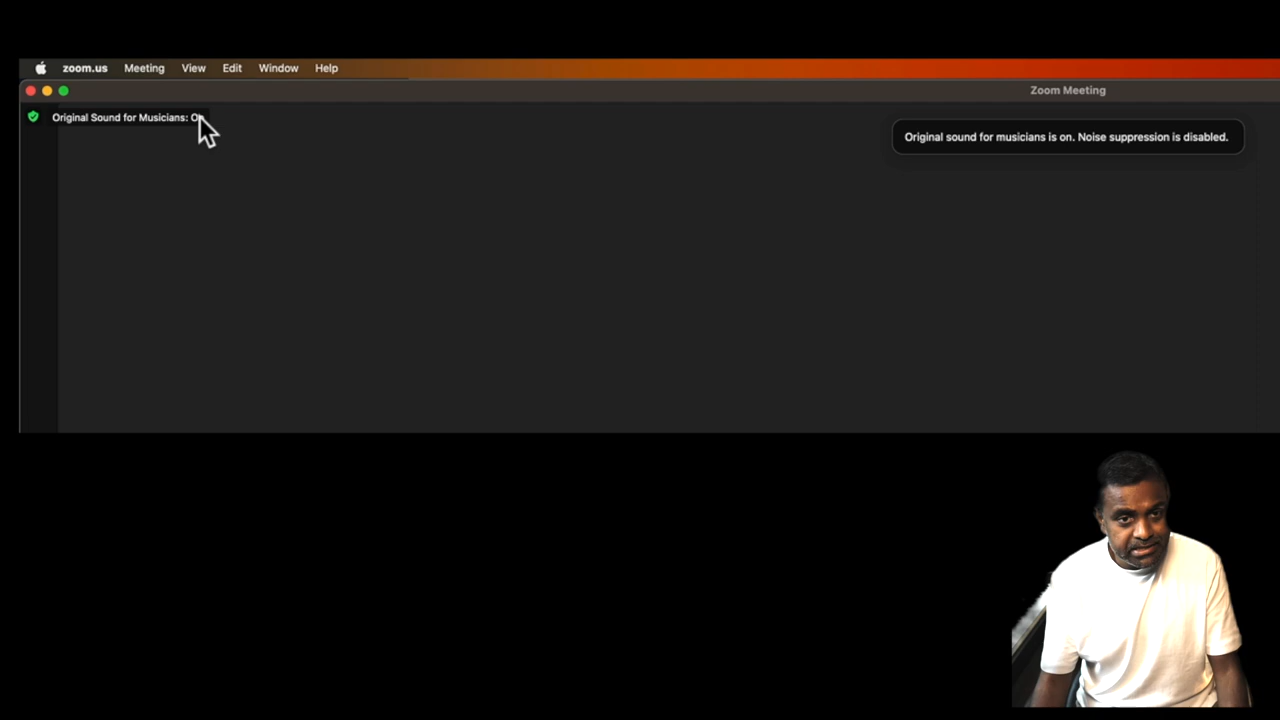 zoom.us Meeting View Edit Window Help
Zoom Meeting
Original Sound for Musicians: On
Original sound for musicians is on. Noise suppression is disabled.